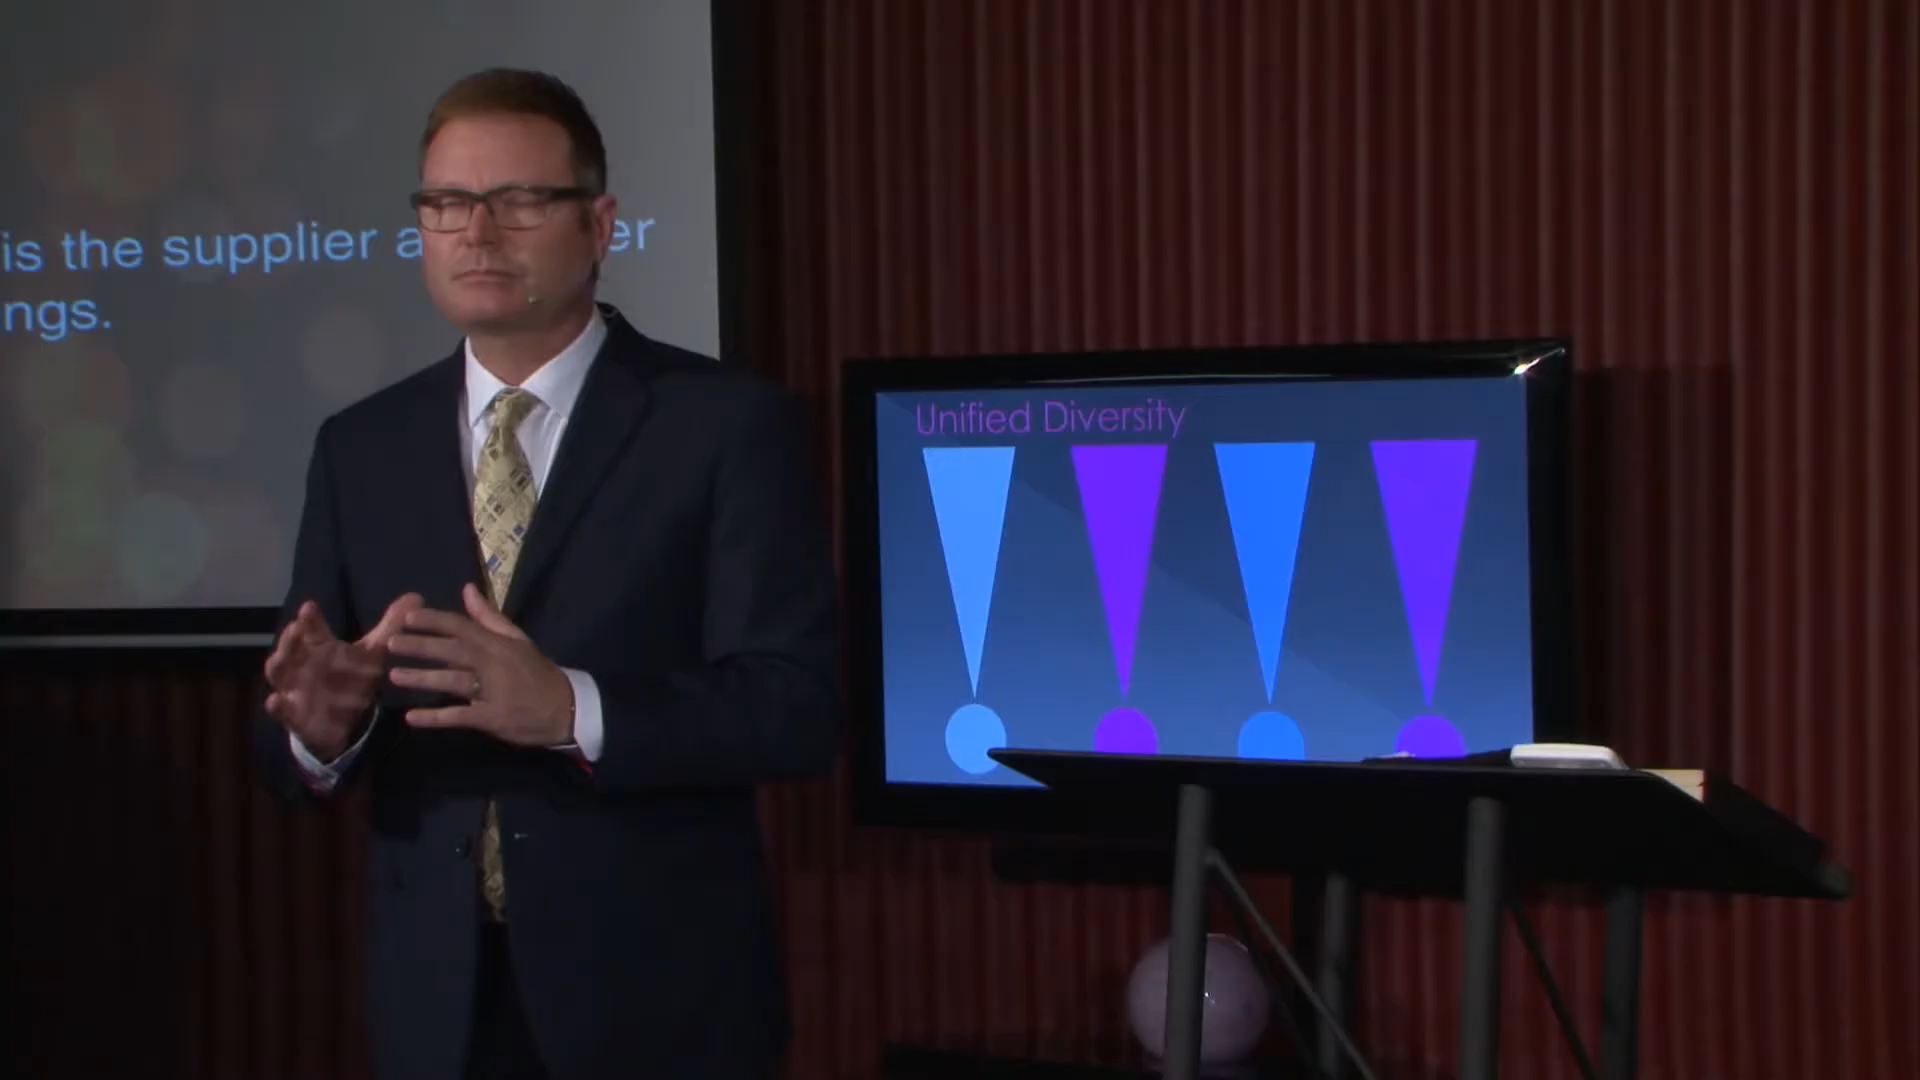 is the supplier
ngs.
Unified Diversity